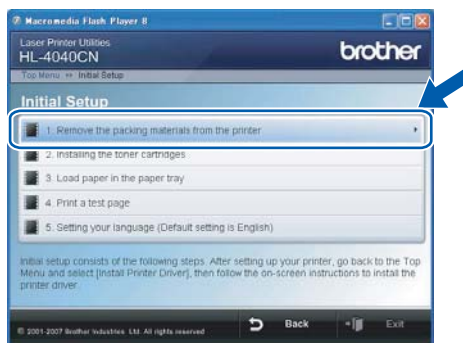 Macromedia Flash Player 8
Laser Printer Utilities
HL-4040CN
brother
Top Menu ↔ Initial Setup
Initial Setup
1. Remove the packing materials from the printer
2. Installing the toner cartridges
3. Load paper in the paper tray
4. Print a test page
5. Setting your language (Default setting is English)
Initial setup consists of the following steps. After setting up your printer, go back to the Top
Menu and select [Install Printer Driver], then follow the on-screen instructions to install the
printer driver.
© 2001-2007 Brother Industries, Ltd. All rights reserved
Back
Exit